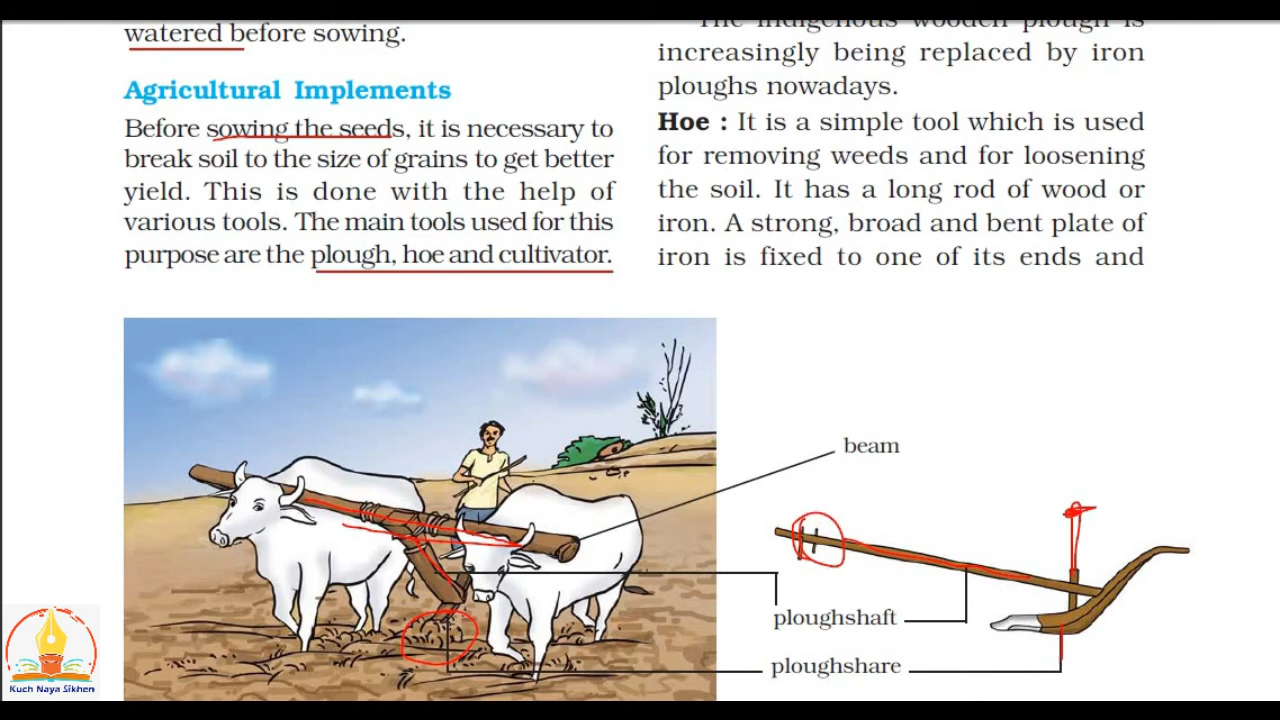 watered before sowing.
Agricultural Implements
Before sowing the seeds, it is necessary to
break soil to the size of grains to get better
yield. This is done with the help of
various tools. The main tools used for this
purpose are the plough, hoe and cultivator.
The indigenous wooden plough is
increasingly being replaced by iron
ploughs nowadays.
Hoe : It is a simple tool which is used
for removing weeds and for loosening
the soil. It has a long rod of wood or
iron. A strong, broad and bent plate of
iron is fixed to one of its ends and
beam
ploughshaft
ploughshare
Kuch Naya Sikhen